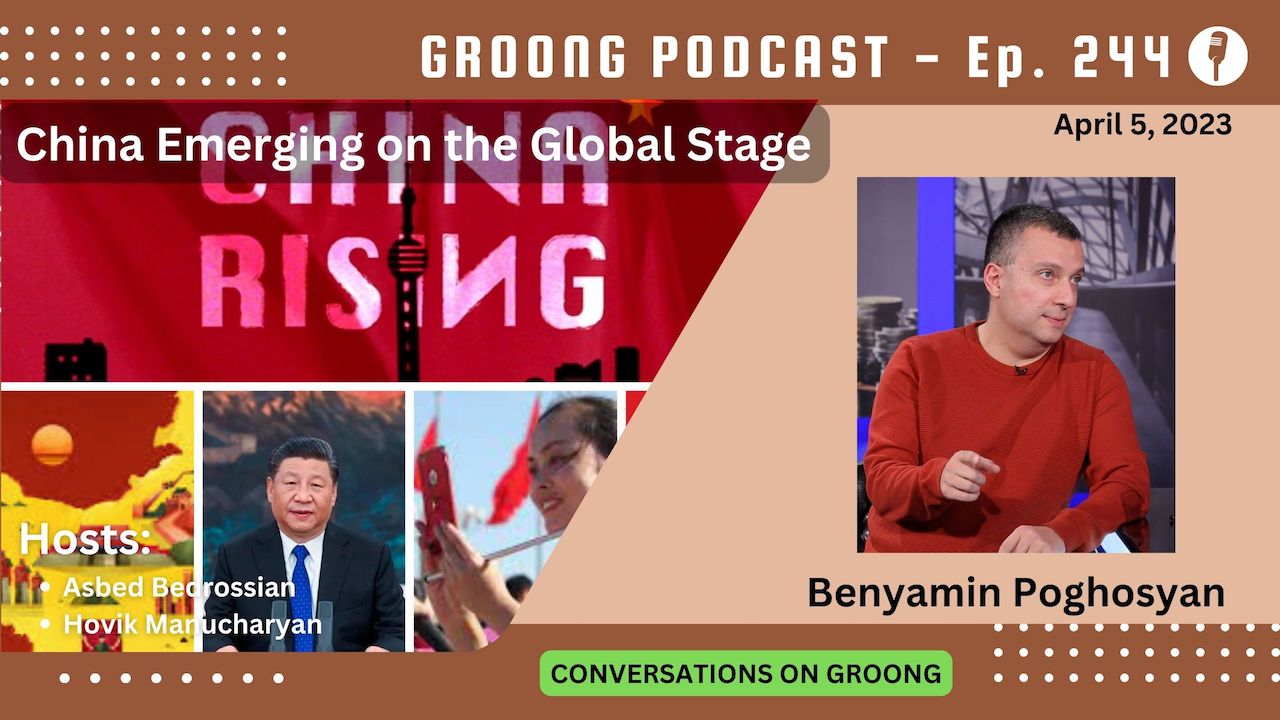 GROONG PODCAST - Ep. 244
April 5, 2023
China Emerging on the Global Stage
CHINA
RISING
Benyamin Poghosyan
Hosts:
• Asbed Bedrossian
• Hovik Manucharyan
CONVERSATIONS ON GROONG